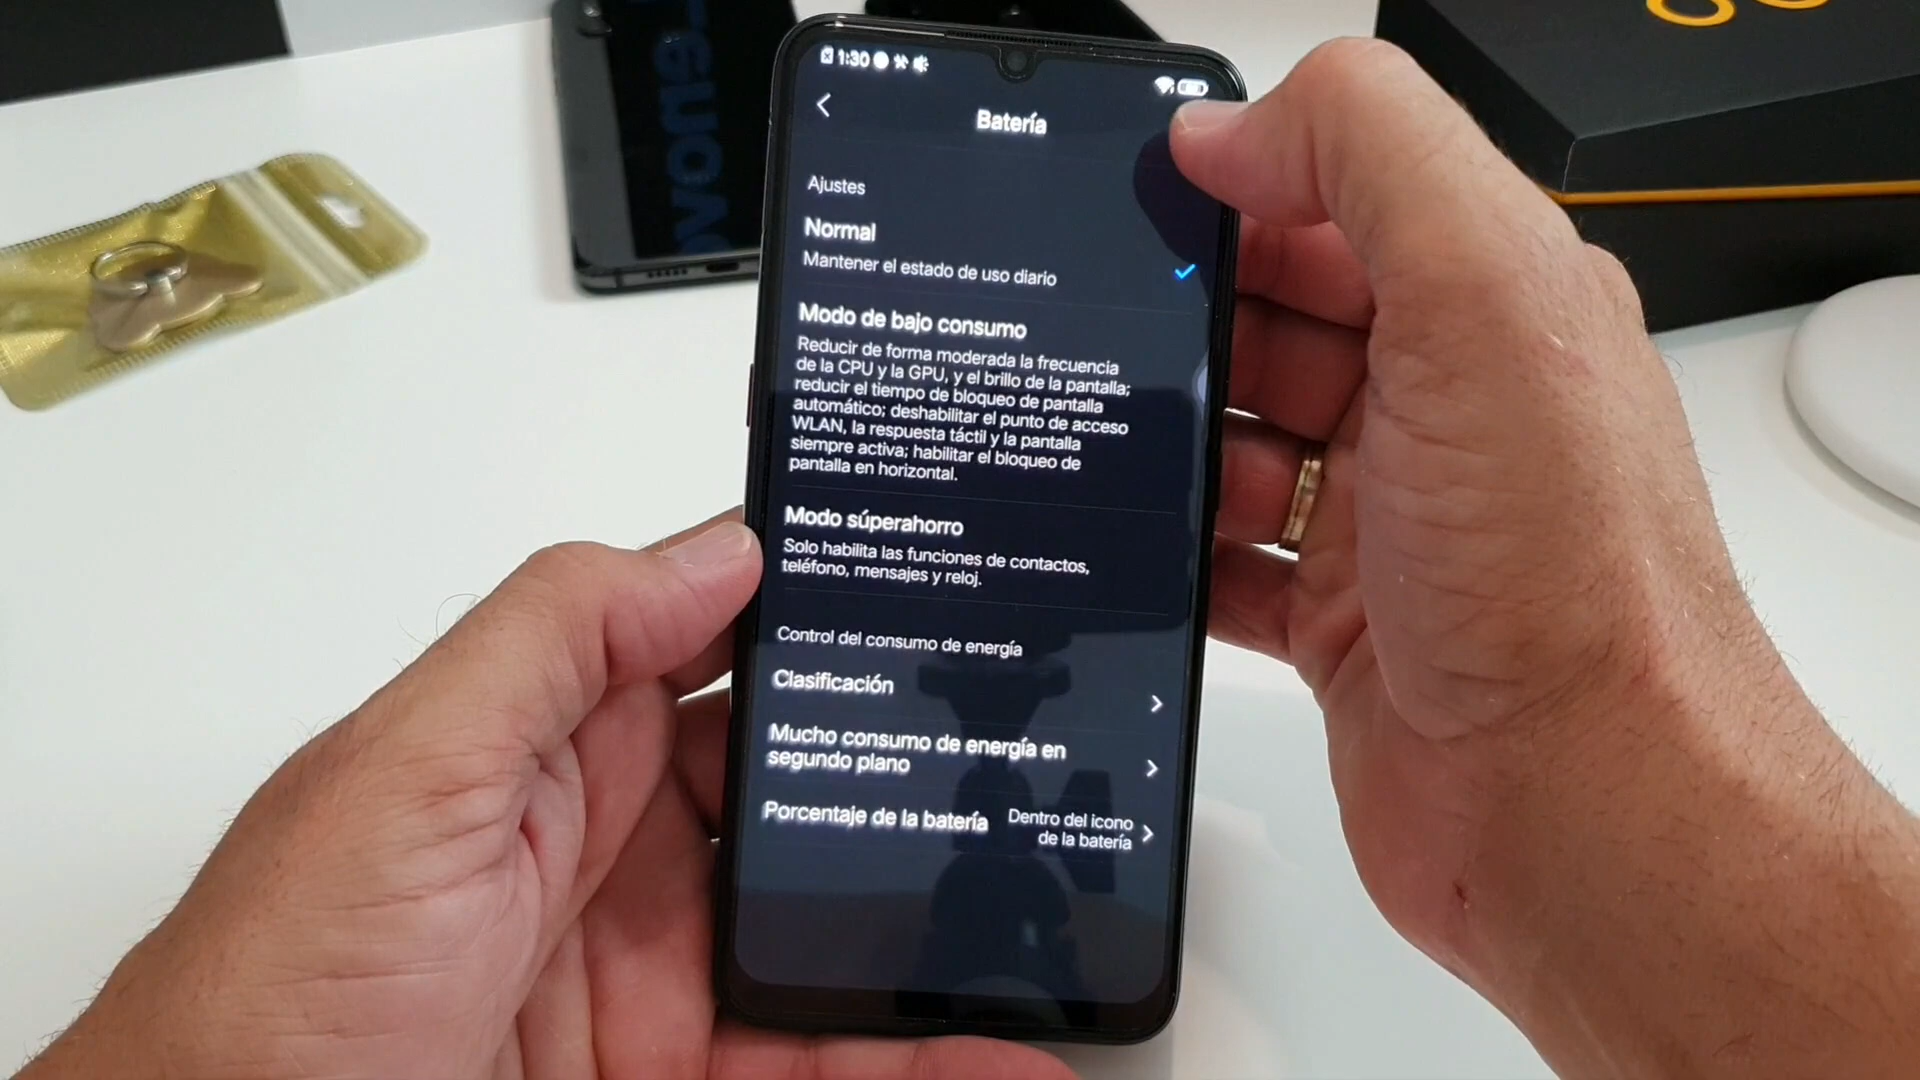 1:30
Batería
Ajustes
Normal
Mantener el estado de uso diario
Modo de bajo consumo
Reducir de forma moderada la frecuencia
de la CPU y la GPU, y el brillo de la pantalla;
reducir el tiempo de bloqueo de pantalla
automático; deshabilitar el punto de acceso
WLAN, la respuesta táctil y la pantalla
siempre activa; habilitar el bloqueo de
pantalla en horizontal.
Modo súperahorro
Solo habilita las funciones de contactos,
teléfono, mensajes y reloj.
Control del consumo de energía
Clasificación
Mucho consumo de energía en
segundo plano
Porcentaje de la batería
Dentro del icono
de la batería